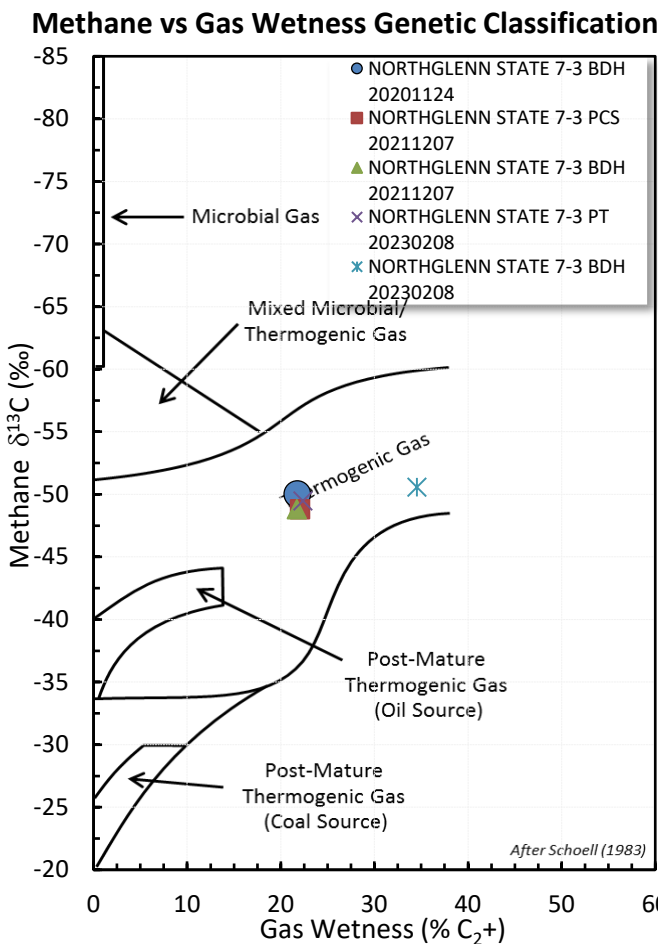 Methane vs Gas Wetness Genetic Classification
-85
-80
-75
-70
-65
-60
-55
-50
-45
-40
-35
-30
-25
-20
Methane δ¹³C (‰)
NORTHGLENN STATE 7-3 BDH
20201124
NORTHGLENN STATE 7-3 PCS
20211207
NORTHGLENN STATE 7-3 BDH
20211207
NORTHGLENN STATE 7-3 PT
20230208
NORTHGLENN STATE 7-3 BDH
20230208
Microbial Gas
Mixed Microbial/
Thermogenic Gas
ermogenic Gas
Post-Mature
Thermogenic Gas
(Oil Source)
Post-Mature
Thermogenic Gas
(Coal Source)
After Schoell (1983)
0 10 20 30 40 50 6
Gas Wetness (% C₂+)